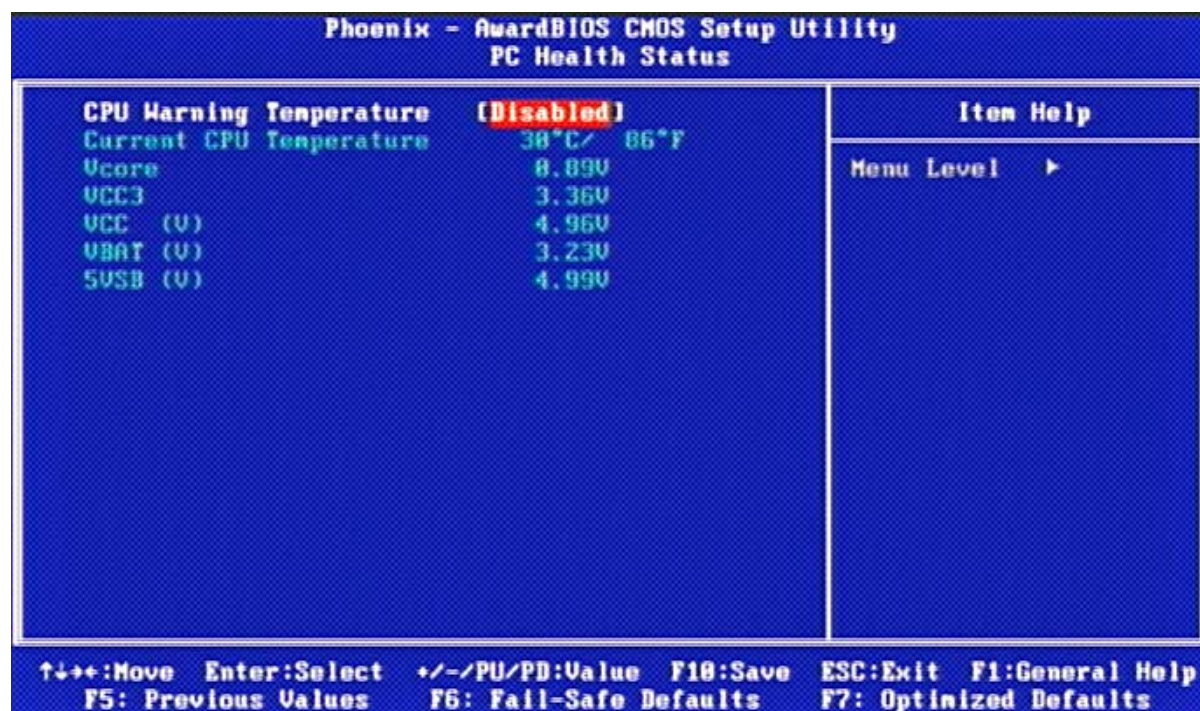 Phoenix - AwardBIOS CMOS Setup Utility
PC Health Status
CPU Warning Temperature [Disabled]
Current CPU Temperature 30°C/ 86°F
Vcore 0.89V
VCC3 3.36V
VCC (V) 4.96V
VBAT (V) 3.23V
5VSB (V) 4.99V
Item Help
Menu Level ▶
↑↓→←:Move Enter:Select +/-/PU/PD:Value F10:Save ESC:Exit F1:General Help
F5: Previous Values F6: Fail-Safe Defaults F7: Optimized Defaults